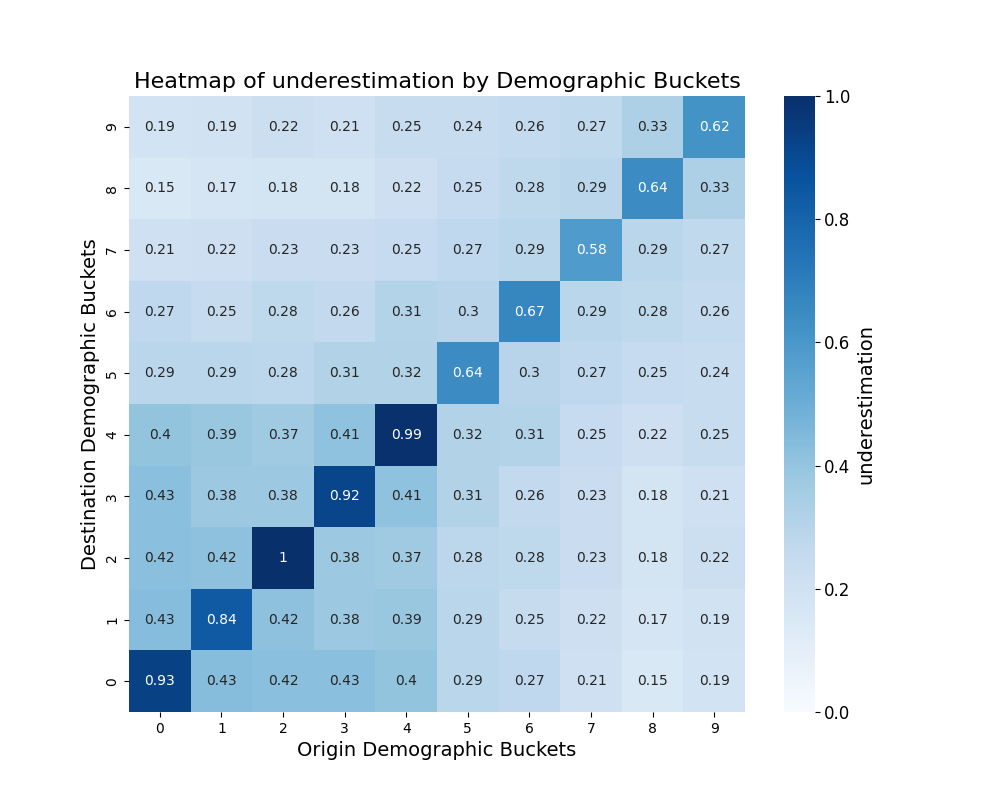 Heatmap of underestimation by Demographic Buckets
9 0.19 0.19 0.22 0.21 0.25 0.24 0.26 0.27 0.33 0.62
8 0.15 0.17 0.18 0.18 0.22 0.25 0.28 0.29 0.64 0.33
7 0.21 0.22 0.23 0.23 0.25 0.27 0.29 0.58 0.29 0.27
6 0.27 0.25 0.28 0.26 0.31 0.3 0.67 0.29 0.28 0.26
5 0.29 0.29 0.28 0.31 0.32 0.64 0.3 0.27 0.25 0.24
4 0.4 0.39 0.37 0.41 0.99 0.32 0.31 0.25 0.22 0.25
3 0.43 0.38 0.38 0.92 0.41 0.31 0.26 0.23 0.18 0.21
2 0.42 0.42 1 0.38 0.37 0.28 0.28 0.23 0.18 0.22
1 0.43 0.84 0.42 0.38 0.39 0.29 0.25 0.22 0.17 0.19
0 0.93 0.43 0.42 0.43 0.4 0.29 0.27 0.21 0.15 0.19
0 1 2 3 4 5 6 7 8 9
Origin Demographic Buckets
Destination Demographic Buckets
1.0
0.8
0.6
0.4
0.2
0.0
underestimation